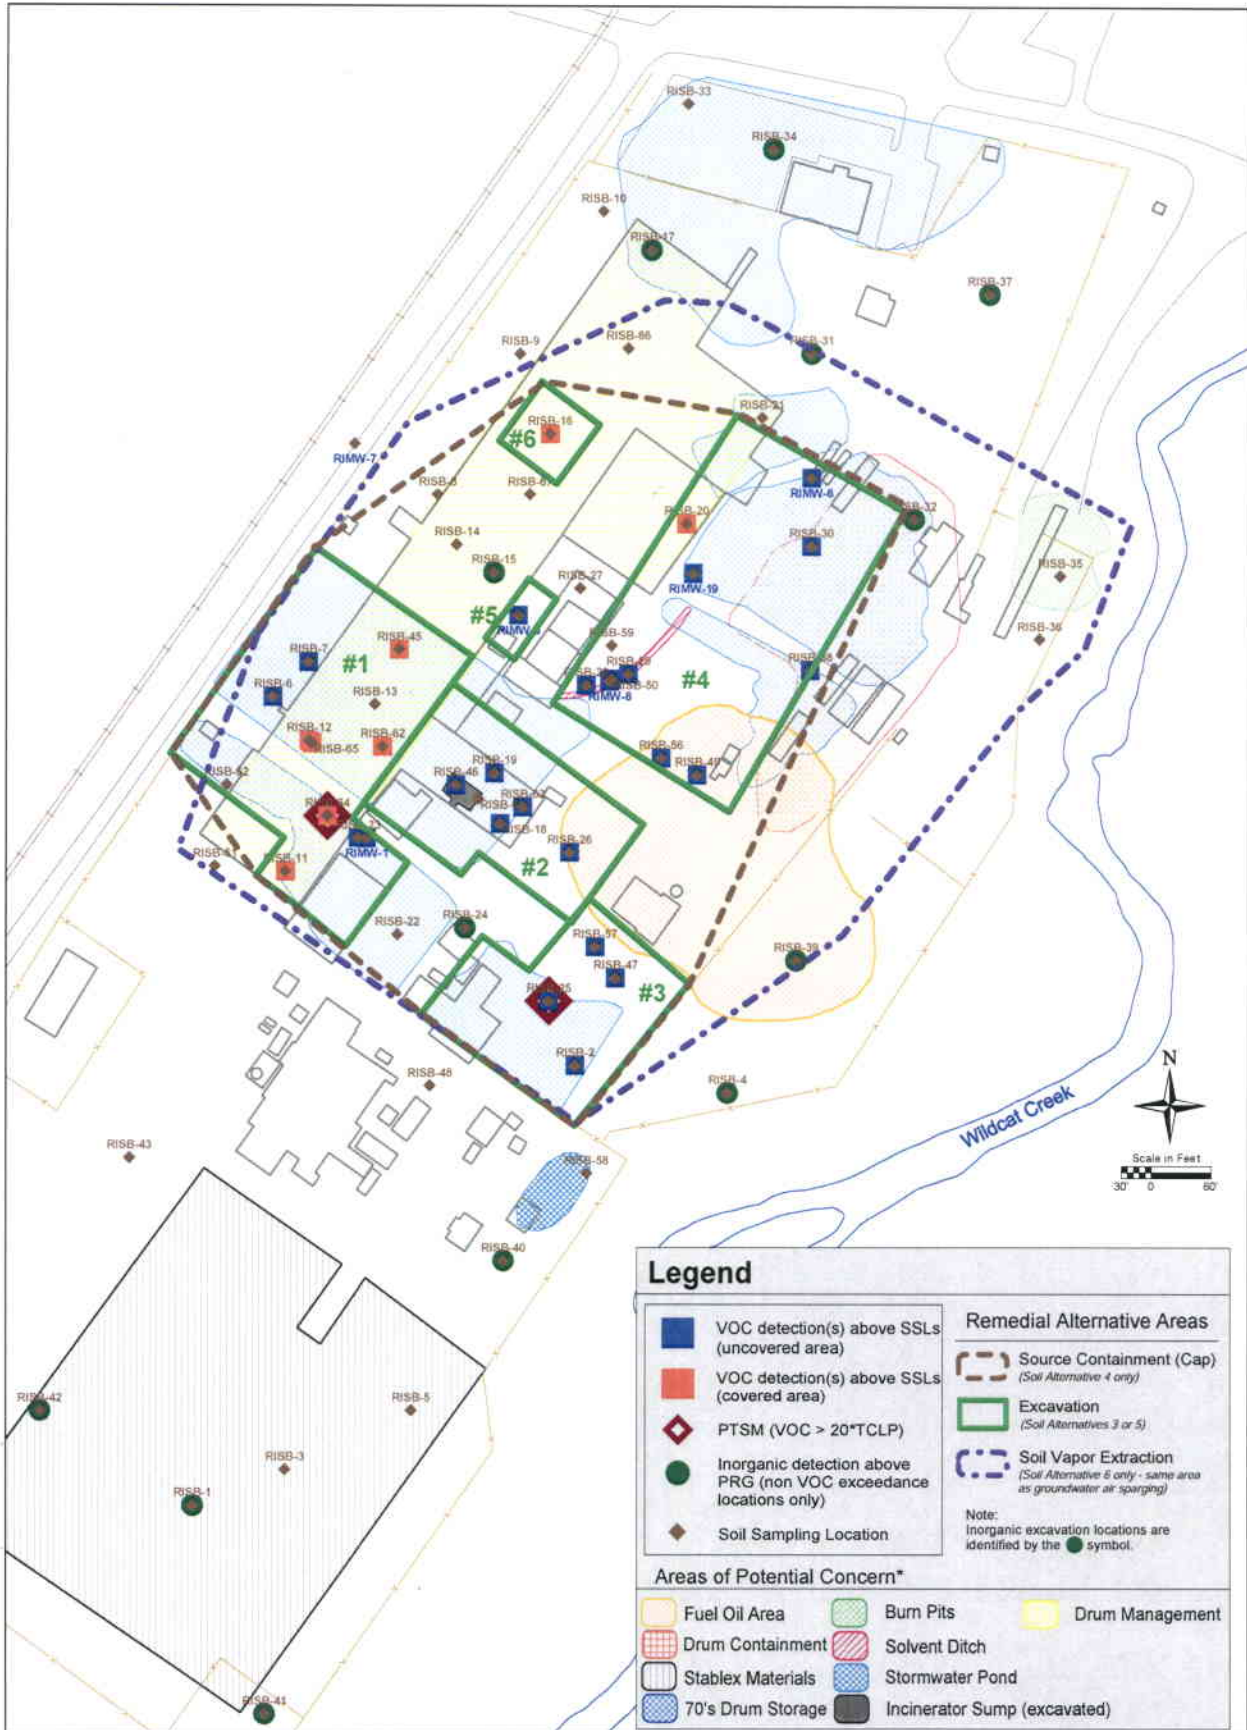 RISB-33
RISB-34
RISB-10
RISB-17
RISB-37
RISB-9
RISB-66
RISB-31
RISB-21
RISB-16
#6
RIMW-7
RISB-8
RISB-67
RIMW-6
RISB-20
RISB-32
RISB-14
RISB-30
RISB-15
RIMW-19
RISB-27
RISB-35
#5
RISB-59
RISB-36
RISB-45
RISB-7
#1
RISB-6
RISB-13
RISB-50
RIMW-8
#4
RISB-12
RISB-65
RISB-62
RISB-56
RISB-19
RISB-46
RISB-18
RISB-26
#2
RIMW-1
RISB-11
RISB-22
RISB-24
RISB-57
RISB-47
RISB-39
#3
RISB-2
RISB-48
RISB-4
N
Wildcat Creek
Scale in Feet
30' 0 60'
RISB-43
RISB-58
RISB-40
RISB-42
RISB-5
RISB-3
RISB-1
RISB-41
Legend
VOC detection(s) above SSLs
(uncovered area)
VOC detection(s) above SSLs
(covered area)
PTSM (VOC > 20*TCLP)
Inorganic detection above
PRG (non VOC exceedance
locations only)
Soil Sampling Location
Remedial Alternative Areas
Source Containment (Cap)
(Soil Alternative 4 only)
Excavation
(Soil Alternatives 3 or 5)
Soil Vapor Extraction
(Soil Alternative 6 only - same area
as groundwater air sparging)
Note:
Inorganic excavation locations are
identified by the symbol.
Areas of Potential Concern*
Fuel Oil Area
Burn Pits
Drum Management
Drum Containment
Solvent Ditch
Stablex Materials
Stormwater Pond
70's Drum Storage
Incinerator Sump (excavated)